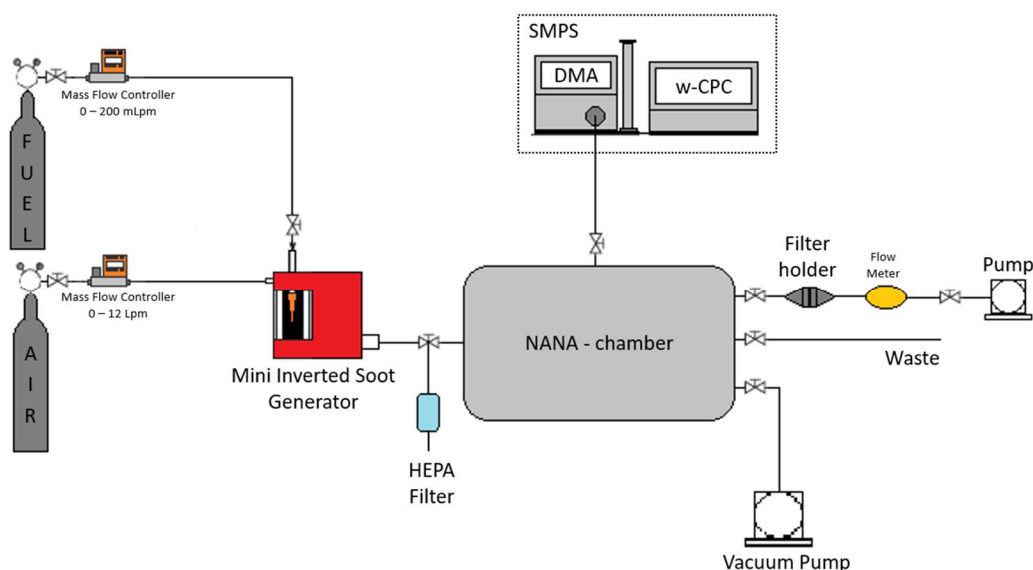 SMPS
DMA
w-CPC
Mass Flow Controller
0 – 200 mLpm
F
U
E
L
Mass Flow Controller
0 – 12 Lpm
A
I
R
Mini Inverted Soot
Generator
HEPA
Filter
NANA - chamber
Filter
holder
Flow
Meter
Pump
Waste
Vacuum Pump